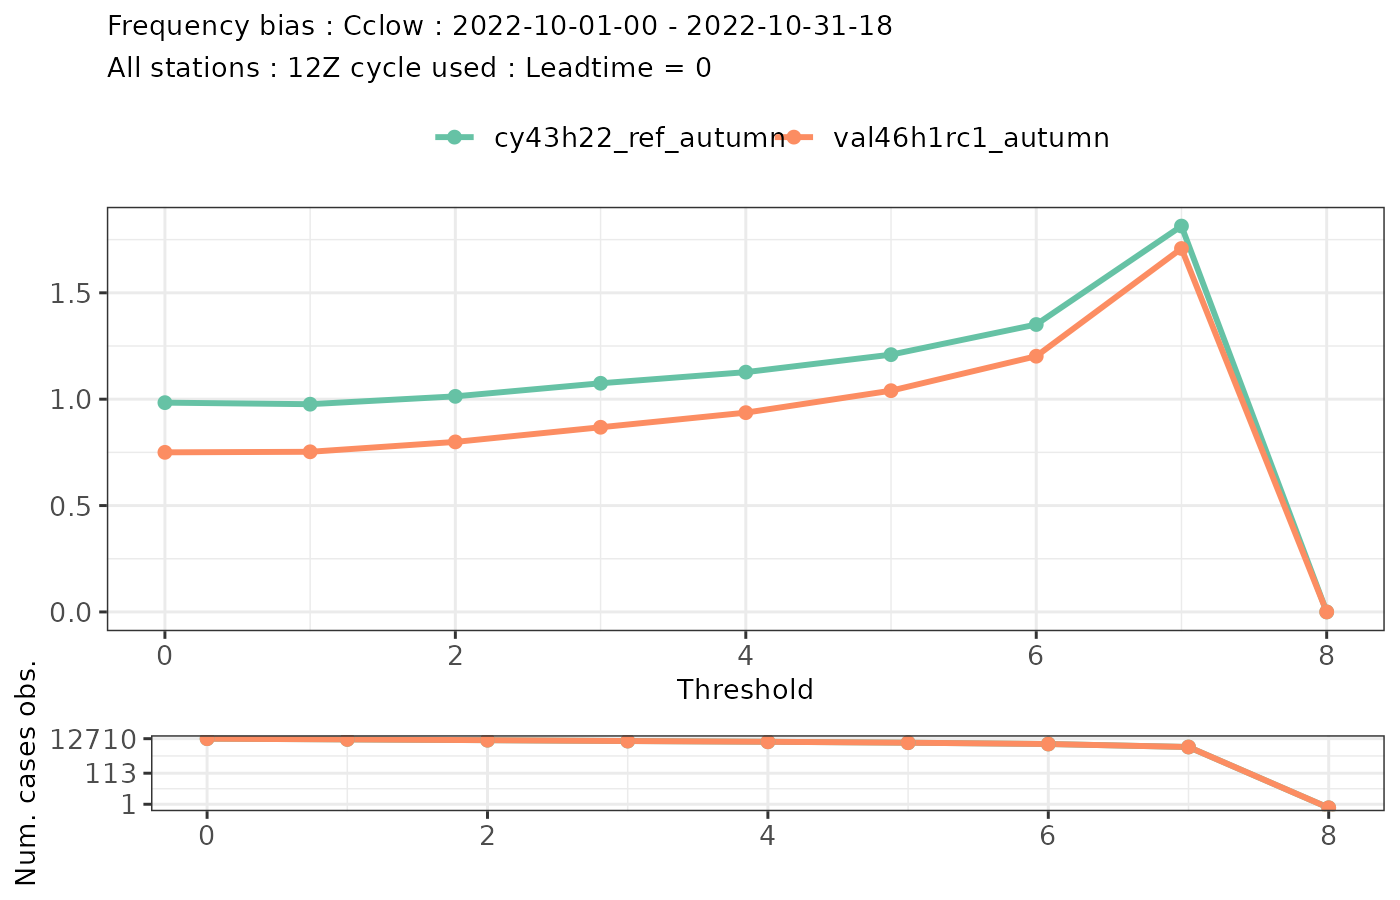 Frequency bias : Cclow : 2022-10-01-00 - 2022-10-31-18
All stations : 12Z cycle used : Leadtime = 0
cy43h22_ref_autumn val46h1rc1_autumn
1.5
1.0
0.5
0.0
0 2 4 6 8
Threshold
Num. cases obs.
12710
113
1
0 2 4 6 8